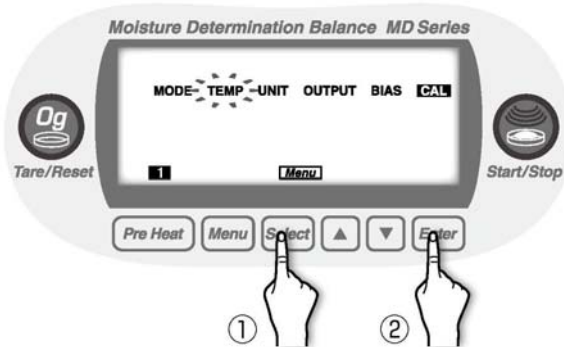 Moisture Determination Balance MD Series
MODE TEMP UNIT OUTPUT BIAS CAL
0g
Tare/Reset
1
Menu
Start/Stop
Pre Heat Menu Select ▲ ▼ Enter
① ②